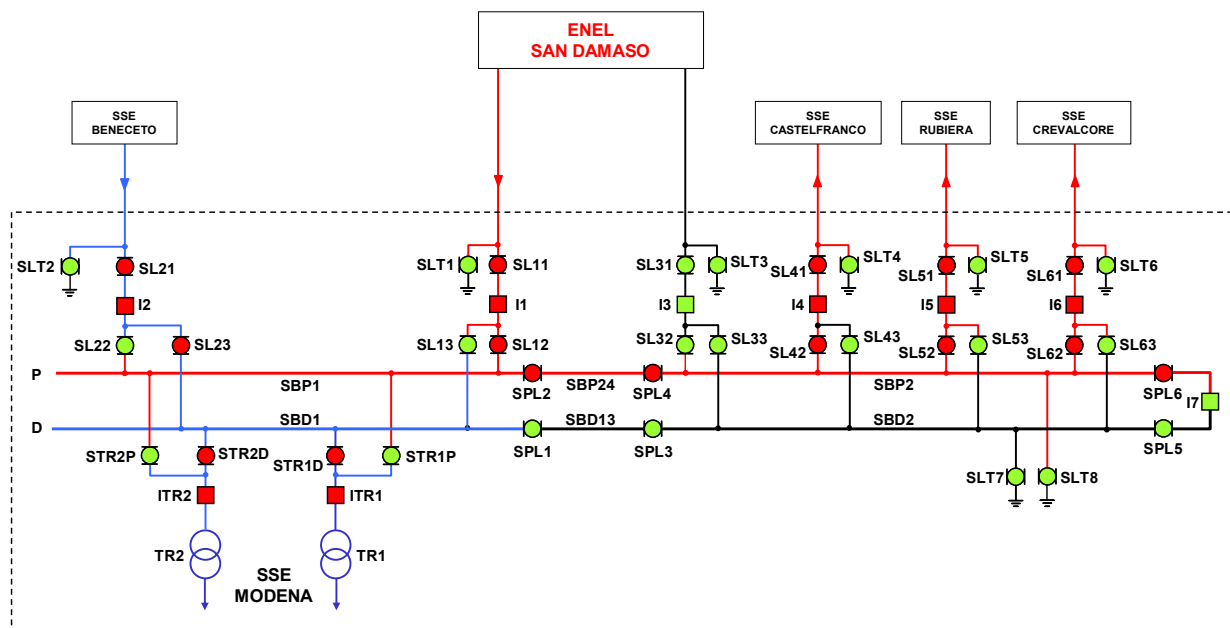 ENEL
SAN DAMASO
SSE
BENECETO
SSE
CASTELFRANCO
SSE
RUBIERA
SSE
CREVALCORE
SLT2
SL21
SLT1
SL11
SL31
SLT3
SL41
SLT4
SL51
SLT5
SL61
SLT6
I2
I1
I3
I4
I5
I6
SL22
SL23
SL13
SL12
SL32
SL33
SL42
SL43
SL52
SL53
SL62
SL63
P
SBP1
SPL2
SBP24
SPL4
SBP2
SPL6
I7
D
SBD1
SPL1
SBD13
SPL3
SBD2
SPL5
STR2P
STR2D
STR1D
STR1P
SLT7
SLT8
ITR2
ITR1
TR2
TR1
SSE
MODENA